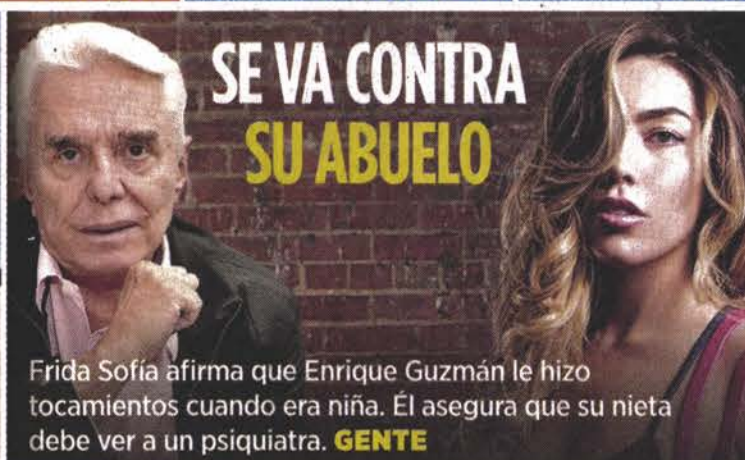 SE VA CONTRA
SU ABUELO
Frida Sofía afirma que Enrique Guzmán le hizo
tocamientos cuando era niña. Él asegura que su nieta
debe ver a un psiquiatra. GENTE